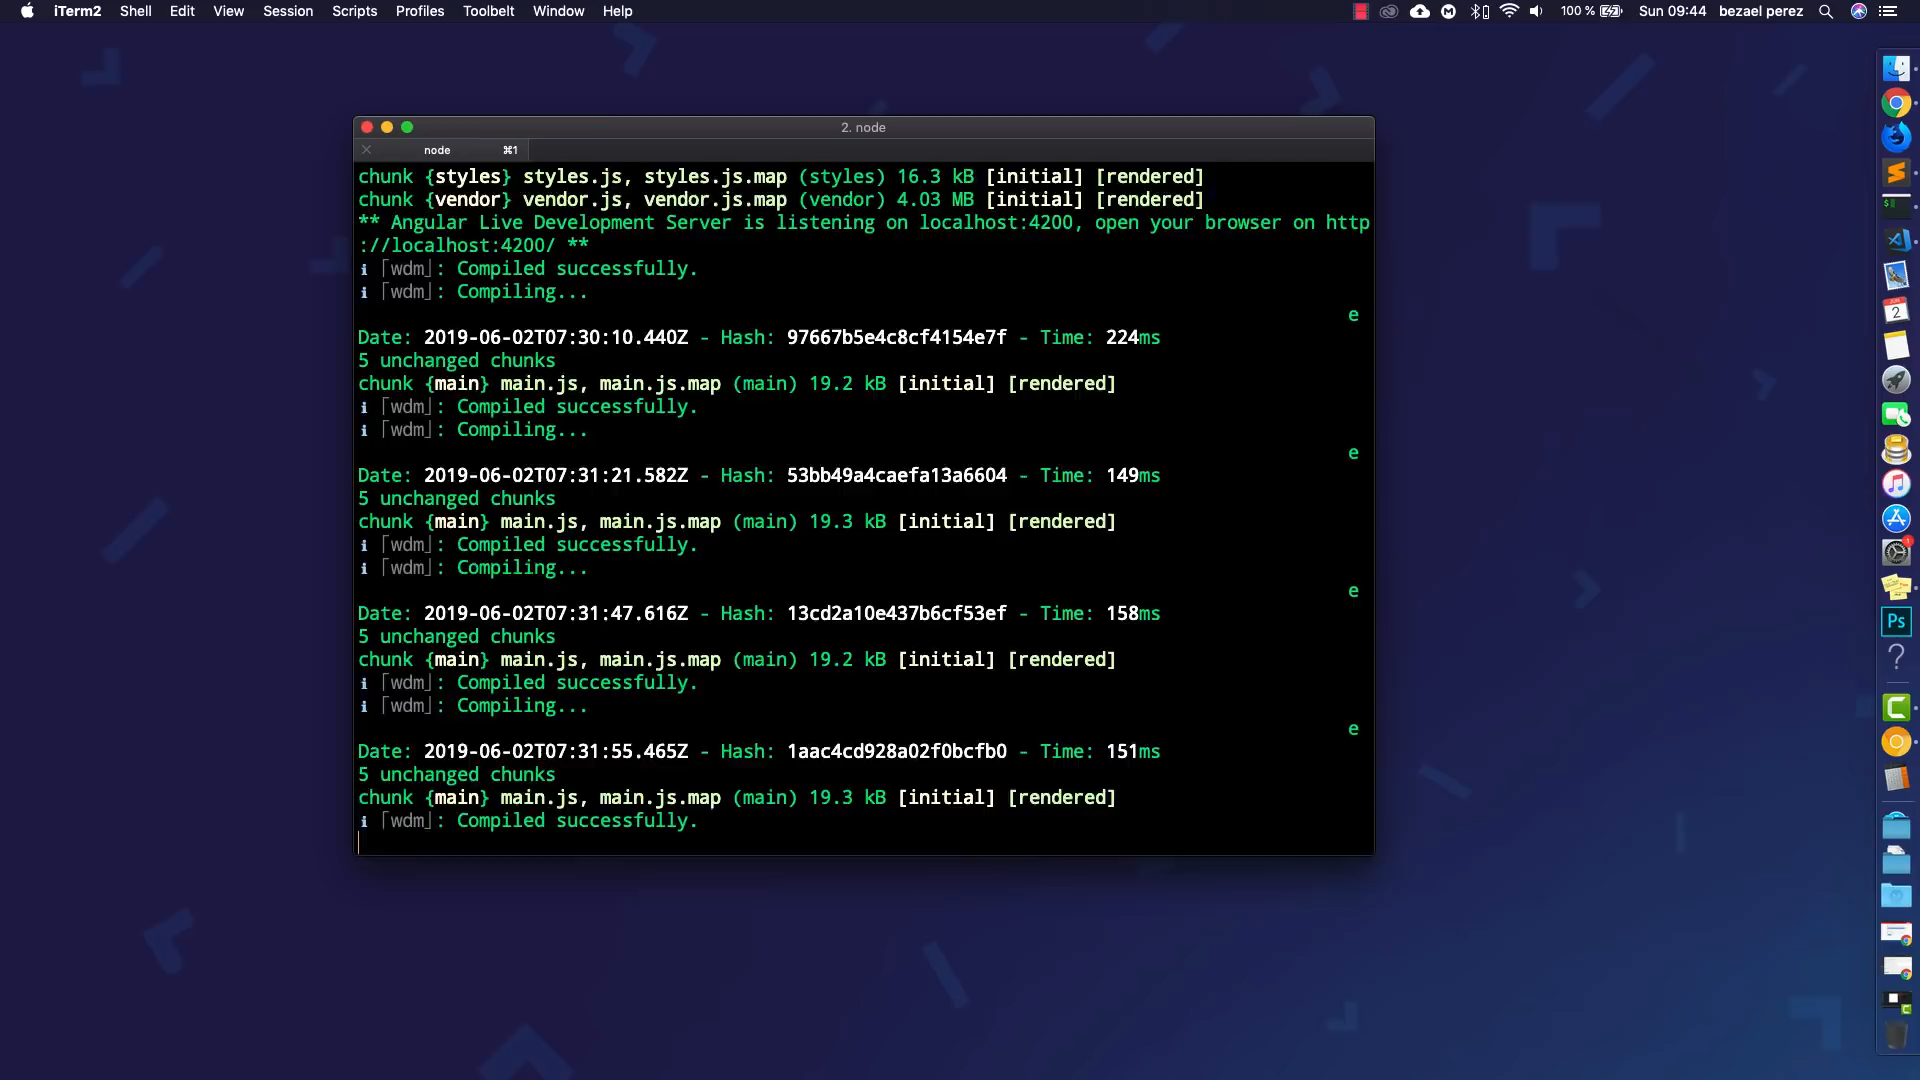 iTerm2 Shell Edit View Session Scripts Profiles Toolbelt Window Help 100 % Sun 09:44 bezael perez
2. node
node ⌘1
chunk {styles} styles.js, styles.js.map (styles) 16.3 kB [initial] [rendered]
chunk {vendor} vendor.js, vendor.js.map (vendor) 4.03 MB [initial] [rendered]
** Angular Live Development Server is listening on localhost:4200, open your browser on http
://localhost:4200/ **
ℹ ｢wdm｣: Compiled successfully.
ℹ ｢wdm｣: Compiling...
e
Date: 2019-06-02T07:30:10.440Z - Hash: 97667b5e4c8cf4154e7f - Time: 224ms
5 unchanged chunks
chunk {main} main.js, main.js.map (main) 19.2 kB [initial] [rendered]
ℹ ｢wdm｣: Compiled successfully.
ℹ ｢wdm｣: Compiling...
e
Date: 2019-06-02T07:31:21.582Z - Hash: 53bb49a4caefa13a6604 - Time: 149ms
5 unchanged chunks
chunk {main} main.js, main.js.map (main) 19.3 kB [initial] [rendered]
ℹ ｢wdm｣: Compiled successfully.
ℹ ｢wdm｣: Compiling...
e
Date: 2019-06-02T07:31:47.616Z - Hash: 13cd2a10e437b6cf53ef - Time: 158ms
5 unchanged chunks
chunk {main} main.js, main.js.map (main) 19.2 kB [initial] [rendered]
ℹ ｢wdm｣: Compiled successfully.
ℹ ｢wdm｣: Compiling...
e
Date: 2019-06-02T07:31:55.465Z - Hash: 1aac4cd928a02f0bcfb0 - Time: 151ms
5 unchanged chunks
chunk {main} main.js, main.js.map (main) 19.3 kB [initial] [rendered]
ℹ ｢wdm｣: Compiled successfully.
JUN
2
1
Ps
?